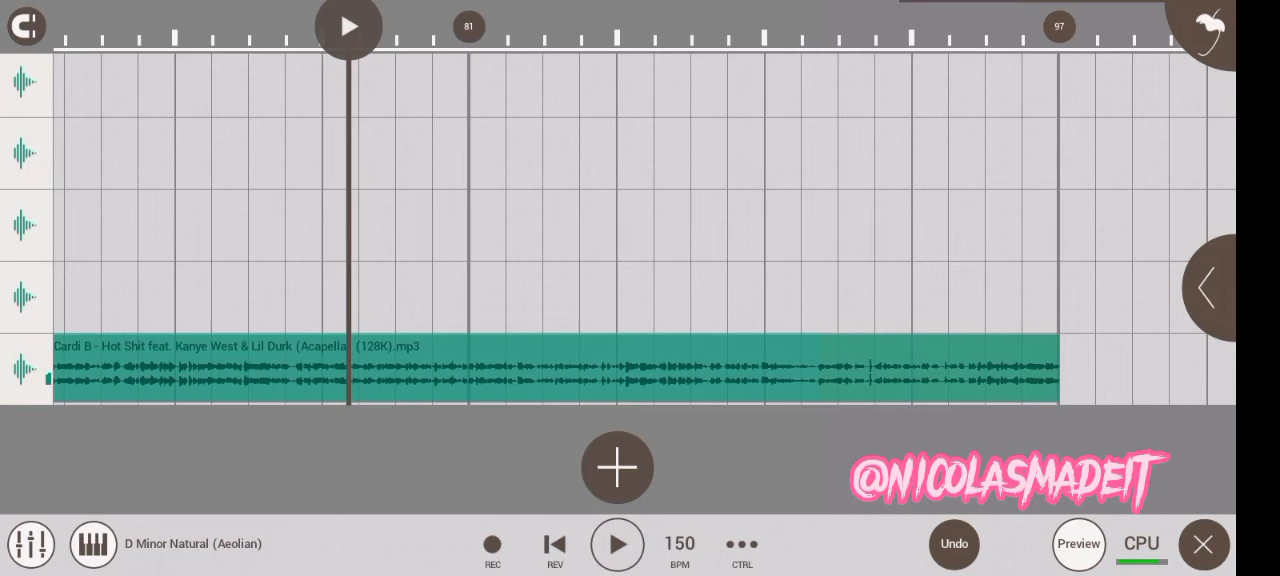 81
97
Cardi B - Hot Shit feat. Kanye West & Lil Durk (Acapella) (128K).mp3
@NICOLASMADEIT
D Minor Natural (Aeolian)
REC
REV
150
BPM
CTRL
Undo
Preview
CPU